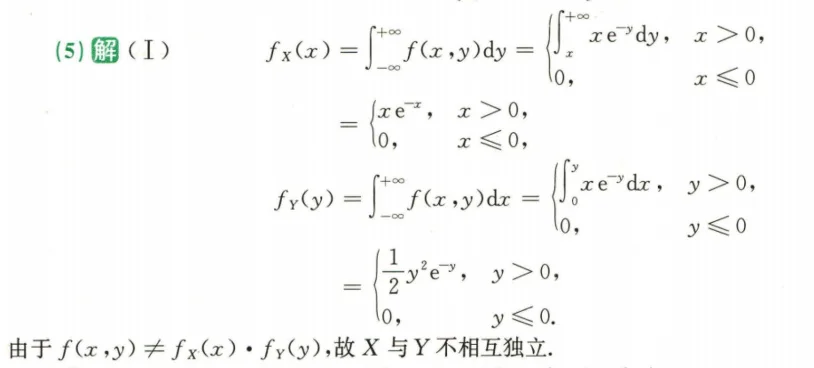 (5) 解 (Ⅰ) $f_X(x)=\int_{-\infty}^{+\infty} f(x,y)\mathrm{d}y=\begin{cases}\int_{x}^{+\infty} x\mathrm{e}^{-y}\mathrm{d}y, & x>0,\\ 0, & x\leqslant 0\end{cases}$
$=\begin{cases}x\mathrm{e}^{-x}, & x>0,\\ 0, & x\leqslant 0,\end{cases}$
$f_Y(y)=\int_{-\infty}^{+\infty} f(x,y)\mathrm{d}x=\begin{cases}\int_{0}^{y} x\mathrm{e}^{-y}\mathrm{d}x, & y>0,\\ 0, & y\leqslant 0\end{cases}$
$=\begin{cases}\frac{1}{2}y^2\mathrm{e}^{-y}, & y>0,\\ 0, & y\leqslant 0.\end{cases}$
由于 $f(x,y)\neq f_X(x)\cdot f_Y(y)$,故 X 与 Y 不相互独立.